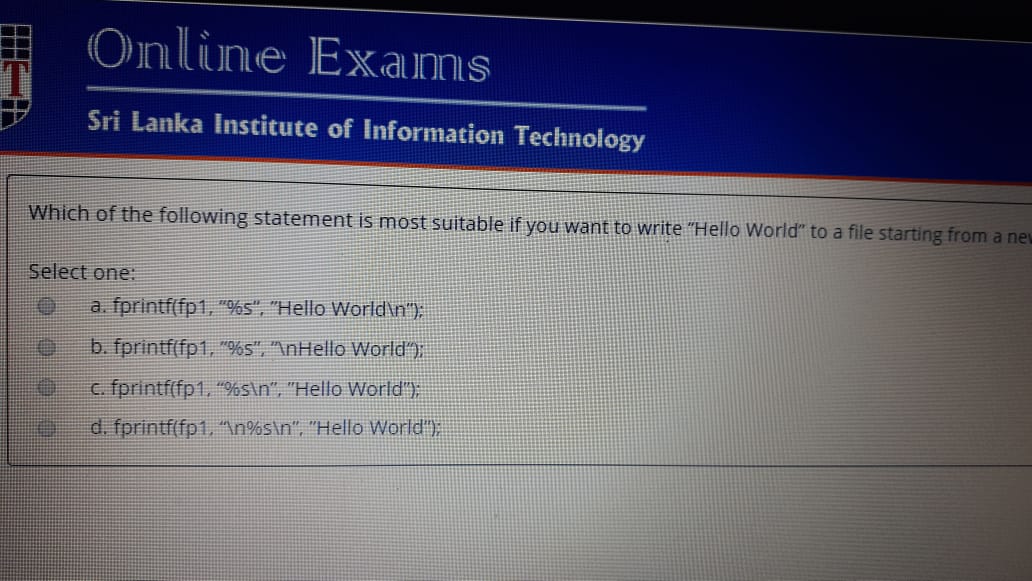 T
Online Exams
Sri Lanka Institute of Information Technology
Which of the following statement is most suitable if you want to write “Hello World” to a file starting from a
Select one:
a. fprintf(fp1, “%s”, “Hello World\n”);
b. fprintf(fp1, “%s”, “\nHello World”);
c. fprintf(fp1, “%s\n”, “Hello World”);
d. fprintf(fp1, “\n%s\n”, “Hello World”);